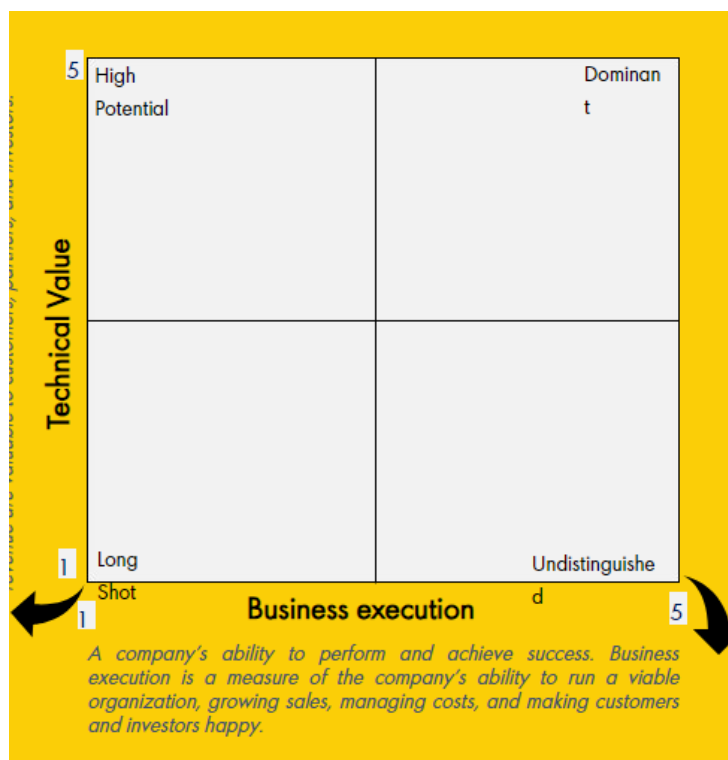 5
High
Potential
Dominan
t
Technical Value
1
Long
Shot
Undistinguishe
d
1
Business execution
5
A company's ability to perform and achieve success. Business
execution is a measure of the company's ability to run a viable
organization, growing sales, managing costs, and making customers
and investors happy.